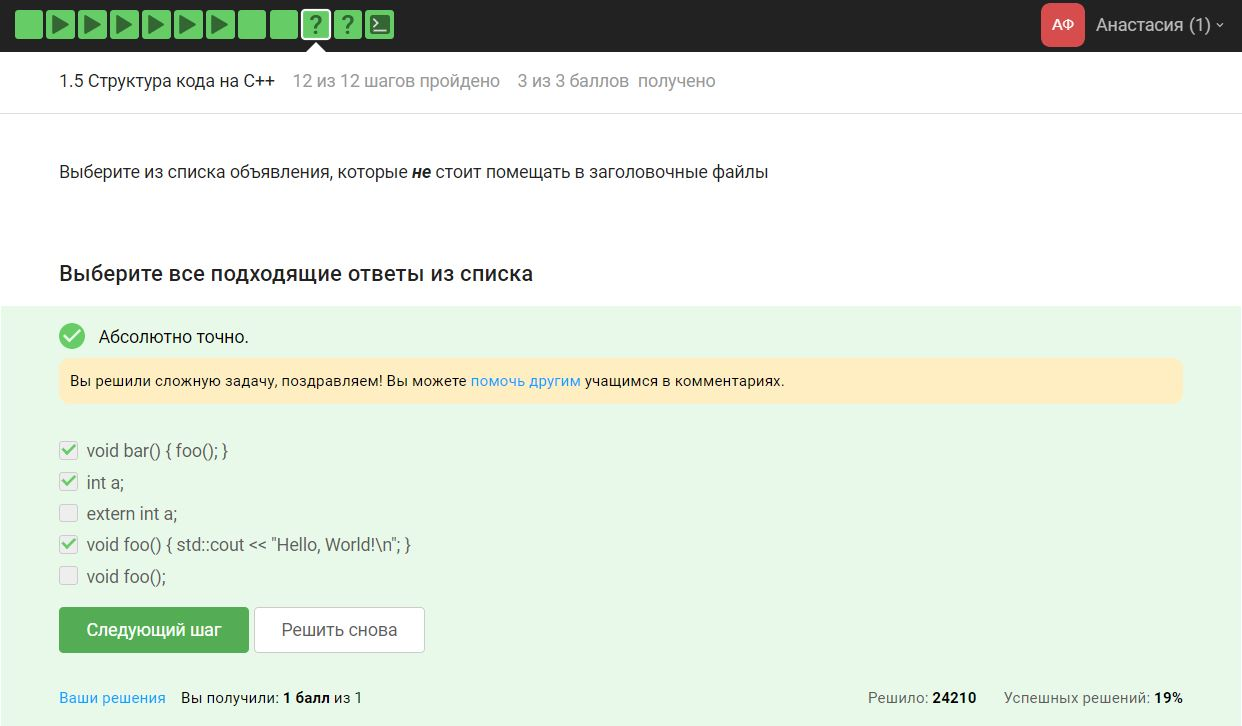 ? ?
АФ Анастасия (1)
1.5 Структура кода на C++ 12 из 12 шагов пройдено 3 из 3 баллов получено
Выберите из списка объявления, которые не стоит помещать в заголовочные файлы
Выберите все подходящие ответы из списка
Абсолютно точно.
Вы решили сложную задачу, поздравляем! Вы можете помочь другим учащимся в комментариях.
void bar() { foo(); }
int a;
extern int a;
void foo() { std::cout << "Hello, World!\n"; }
void foo();
Следующий шаг Решить снова
Ваши решения Вы получили: 1 балл из 1 Решило: 24210 Успешных решений: 19%